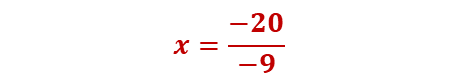 x = −20 / −9